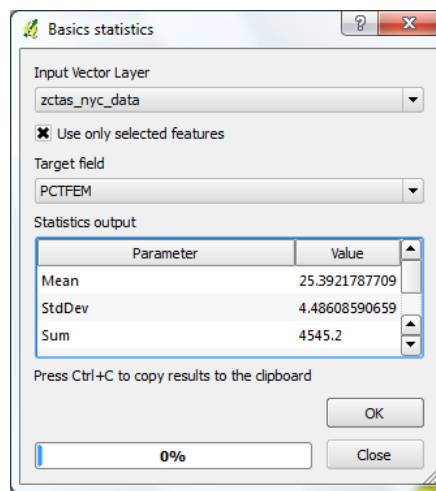 Basics statistics
Input Vector Layer
zctas_nyc_data
Use only selected features
Target field
PCTFEM
Statistics output
Parameter Value
Mean 25.3921787709
StdDev 4.48608590659
Sum 4545.2
Press Ctrl+C to copy results to the clipboard
OK
0% Close